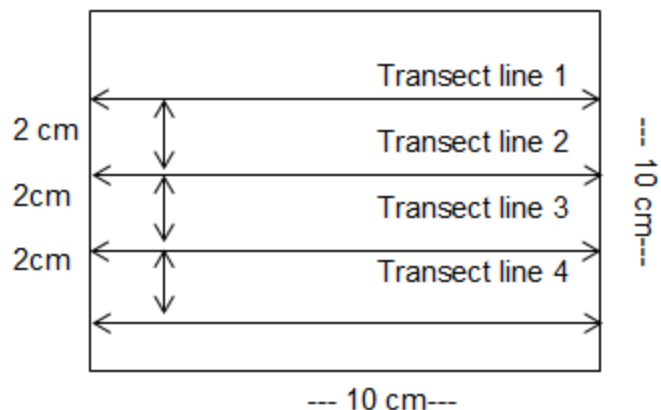 Transect line 1
2 cm
Transect line 2
2cm
Transect line 3
2cm
Transect line 4
--- 10 cm---
--- 10 cm---